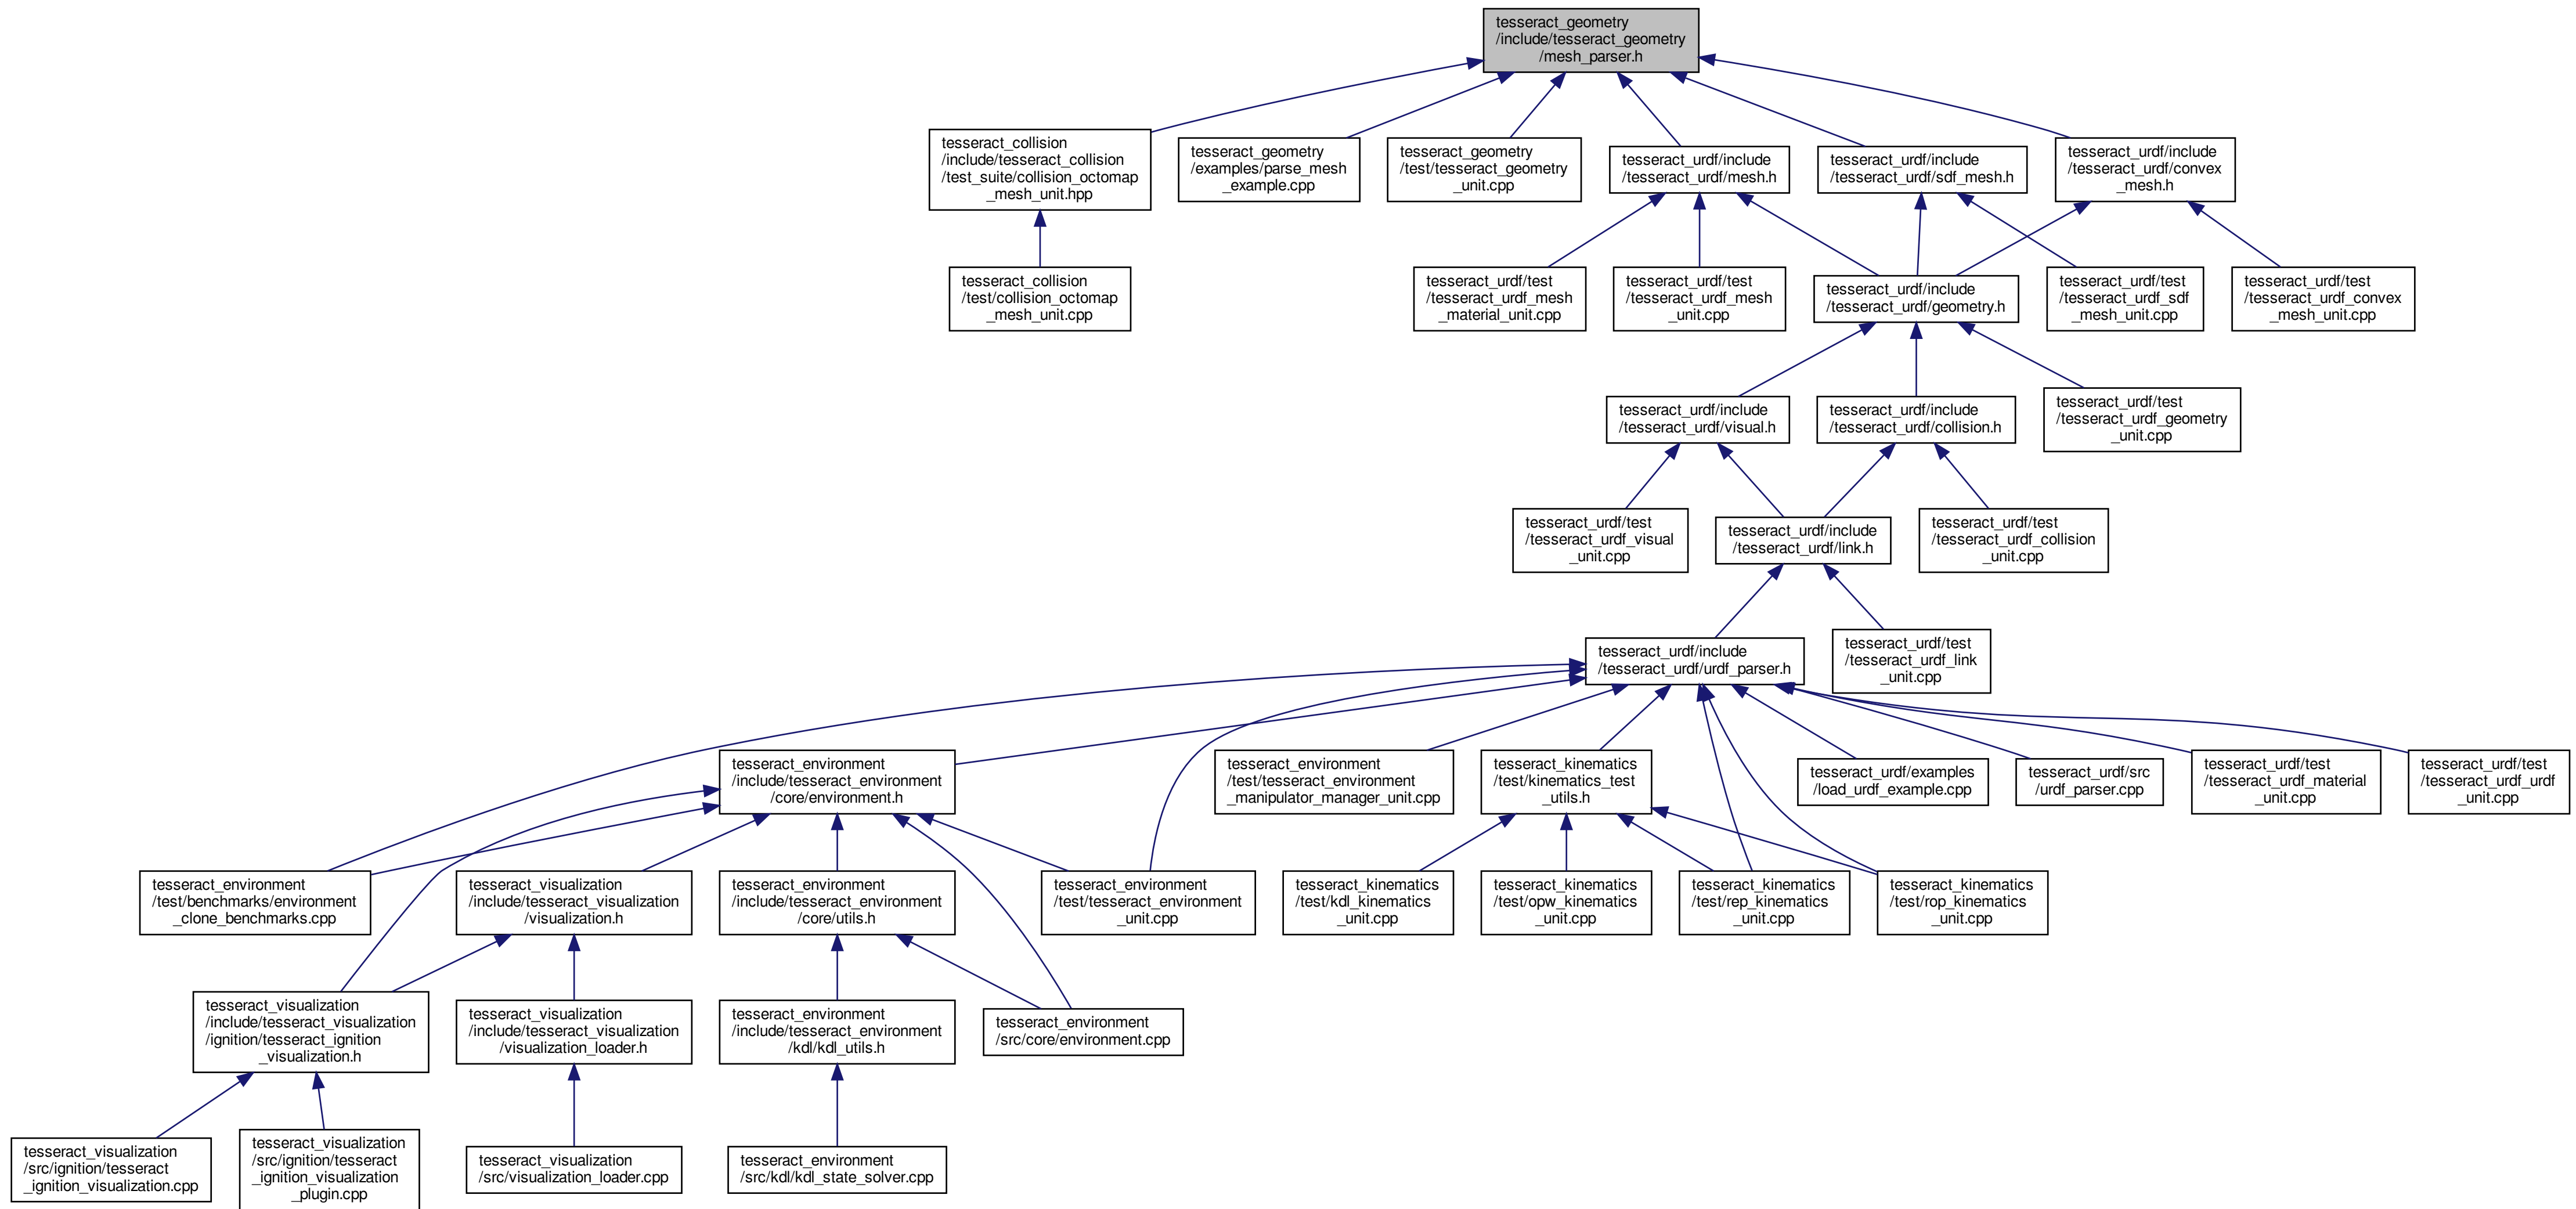 tesseract_geometry
/include/tesseract_geometry
/mesh_parser.h
tesseract_collision
/include/tesseract_collision
/test_suite/collision_octomap
_mesh_unit.hpp
tesseract_geometry
/examples/parse_mesh
_example.cpp
tesseract_geometry
/test/tesseract_geometry
_unit.cpp
tesseract_urdf/include
/tesseract_urdf/mesh.h
tesseract_urdf/include
/tesseract_urdf/sdf_mesh.h
tesseract_urdf/include
/tesseract_urdf/convex
_mesh.h
tesseract_collision
/test/collision_octomap
_mesh_unit.cpp
tesseract_urdf/test
/tesseract_urdf_mesh
_material_unit.cpp
tesseract_urdf/test
/tesseract_urdf_mesh
_unit.cpp
tesseract_urdf/include
/tesseract_urdf/geometry.h
tesseract_urdf/test
/tesseract_urdf_sdf
_mesh_unit.cpp
tesseract_urdf/test
/tesseract_urdf_convex
_mesh_unit.cpp
tesseract_urdf/include
/tesseract_urdf/visual.h
tesseract_urdf/include
/tesseract_urdf/collision.h
tesseract_urdf/test
/tesseract_urdf_geometry
_unit.cpp
tesseract_urdf/test
/tesseract_urdf_visual
_unit.cpp
tesseract_urdf/include
/tesseract_urdf/link.h
tesseract_urdf/test
/tesseract_urdf_collision
_unit.cpp
tesseract_urdf/include
/tesseract_urdf/urdf_parser.h
tesseract_urdf/test
/tesseract_urdf_link
_unit.cpp
tesseract_environment
/include/tesseract_environment
/core/environment.h
tesseract_environment
/test/tesseract_environment
_manipulator_manager_unit.cpp
tesseract_kinematics
/test/kinematics_test
_utils.h
tesseract_urdf/examples
/load_urdf_example.cpp
tesseract_urdf/src
/urdf_parser.cpp
tesseract_urdf/test
/tesseract_urdf_material
_unit.cpp
tesseract_urdf/test
/tesseract_urdf_urdf
_unit.cpp
tesseract_environment
/test/benchmarks/environment
_clone_benchmarks.cpp
tesseract_visualization
/include/tesseract_visualization
/visualization.h
tesseract_environment
/include/tesseract_environment
/core/utils.h
tesseract_environment
/test/tesseract_environment
_unit.cpp
tesseract_kinematics
/test/kdl_kinematics
_unit.cpp
tesseract_kinematics
/test/opw_kinematics
_unit.cpp
tesseract_kinematics
/test/rep_kinematics
_unit.cpp
tesseract_kinematics
/test/rop_kinematics
_unit.cpp
tesseract_visualization
/include/tesseract_visualization
/ignition/tesseract_ignition
_visualization.h
tesseract_visualization
/include/tesseract_visualization
/visualization_loader.h
tesseract_environment
/include/tesseract_environment
/kdl/kdl_utils.h
tesseract_environment
/src/core/environment.cpp
tesseract_visualization
/src/ignition/tesseract
_ignition_visualization.cpp
tesseract_visualization
/src/ignition/tesseract
_ignition_visualization
_plugin.cpp
tesseract_visualization
/src/visualization_loader.cpp
tesseract_environment
/src/kdl/kdl_state_solver.cpp